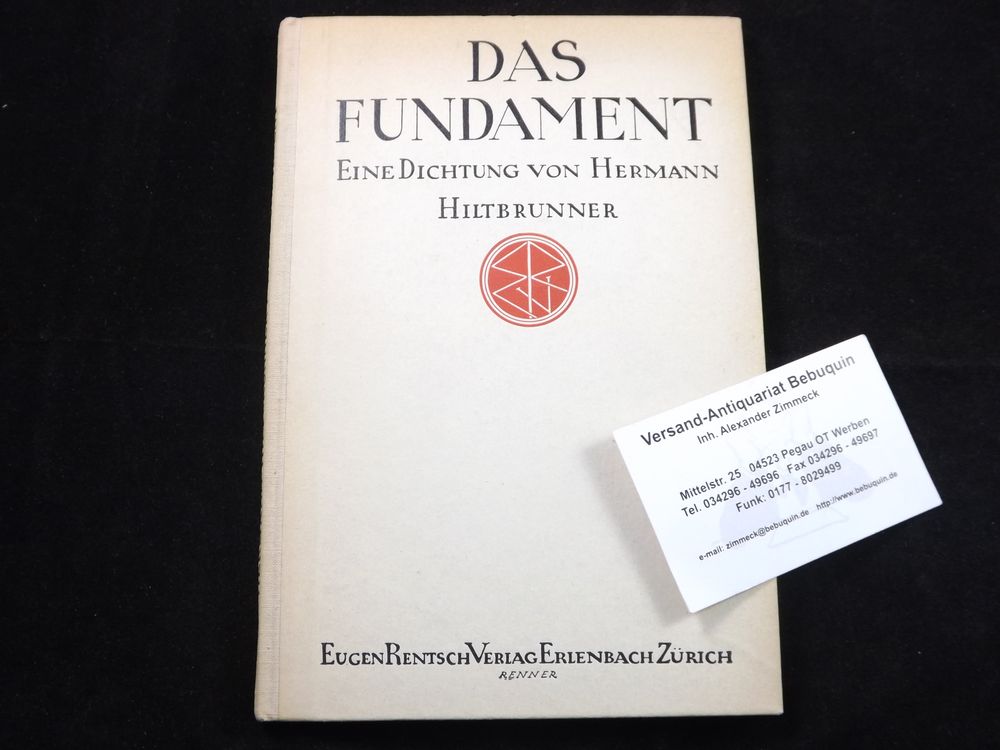 DAS
FUNDAMENT
EINE DICHTUNG VON HERMANN
HILTBRUNNER
EUGEN RENTSCH VERLAG ERLENBACH ZÜRICH
RENNER
Versand-Antiquariat Bebuquin
Inh. Alexander Zimmeck
Mittelstr. 25 04523 Pegau OT Werben
Tel. 034296 - 49696 Fax 034296 - 49697
Funk: 0177 - 8029499
e-mail: zimmeck@bebuquin.de http://www.bebuquin.de